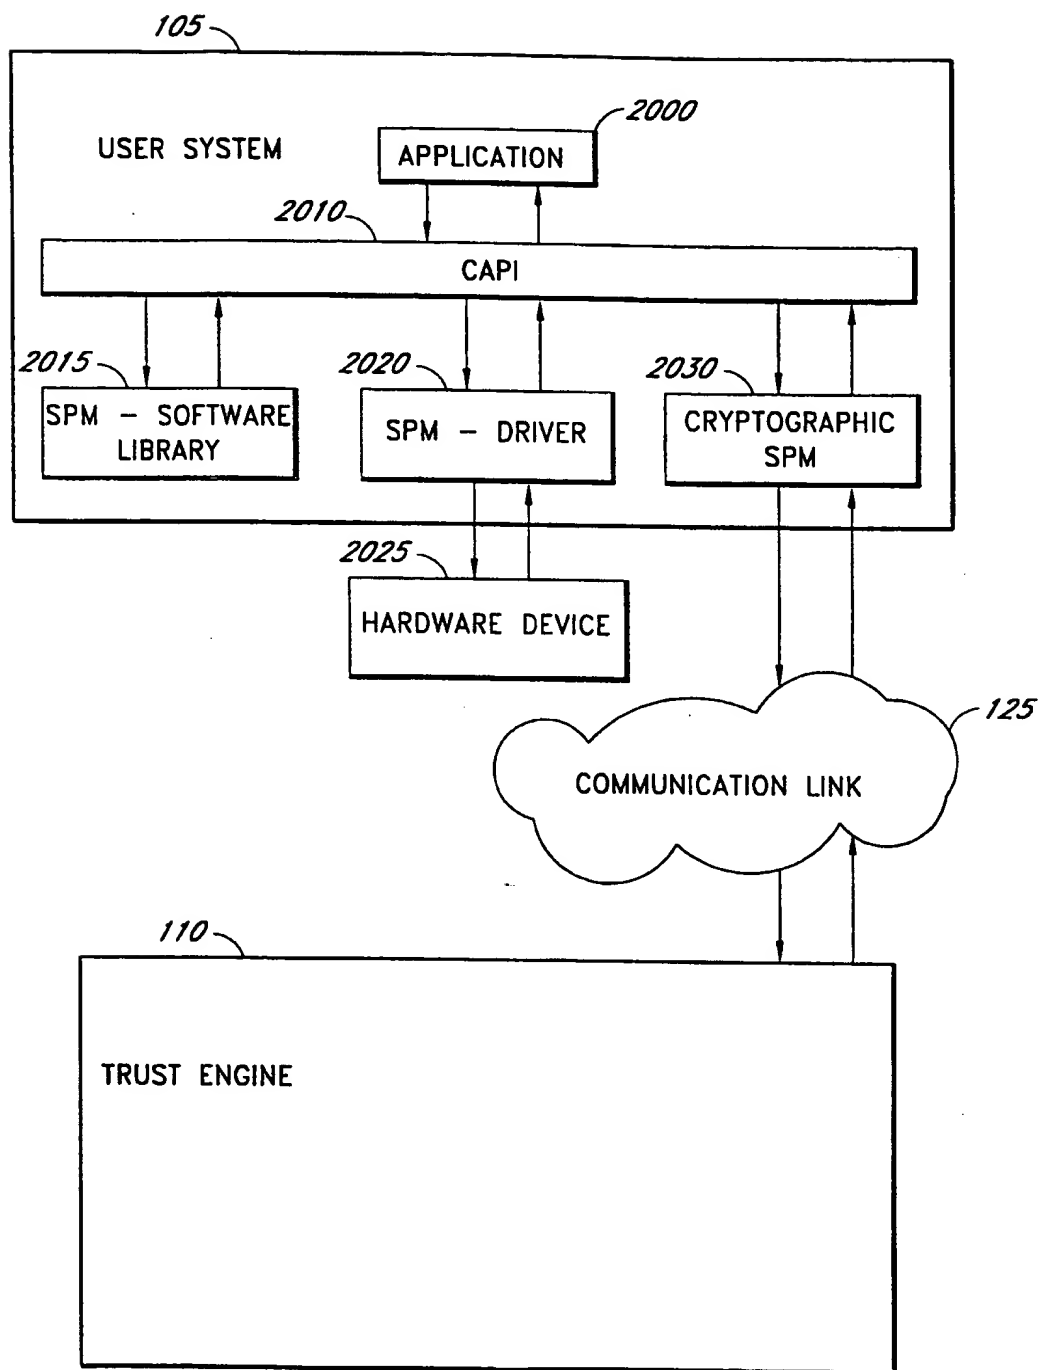 105
2000
USER SYSTEM
APPLICATION
2010
CAPI
2015
2020
2030
SPM – SOFTWARE
LIBRARY
SPM – DRIVER
CRYPTOGRAPHIC
SPM
2025
HARDWARE DEVICE
125
COMMUNICATION LINK
110
TRUST ENGINE